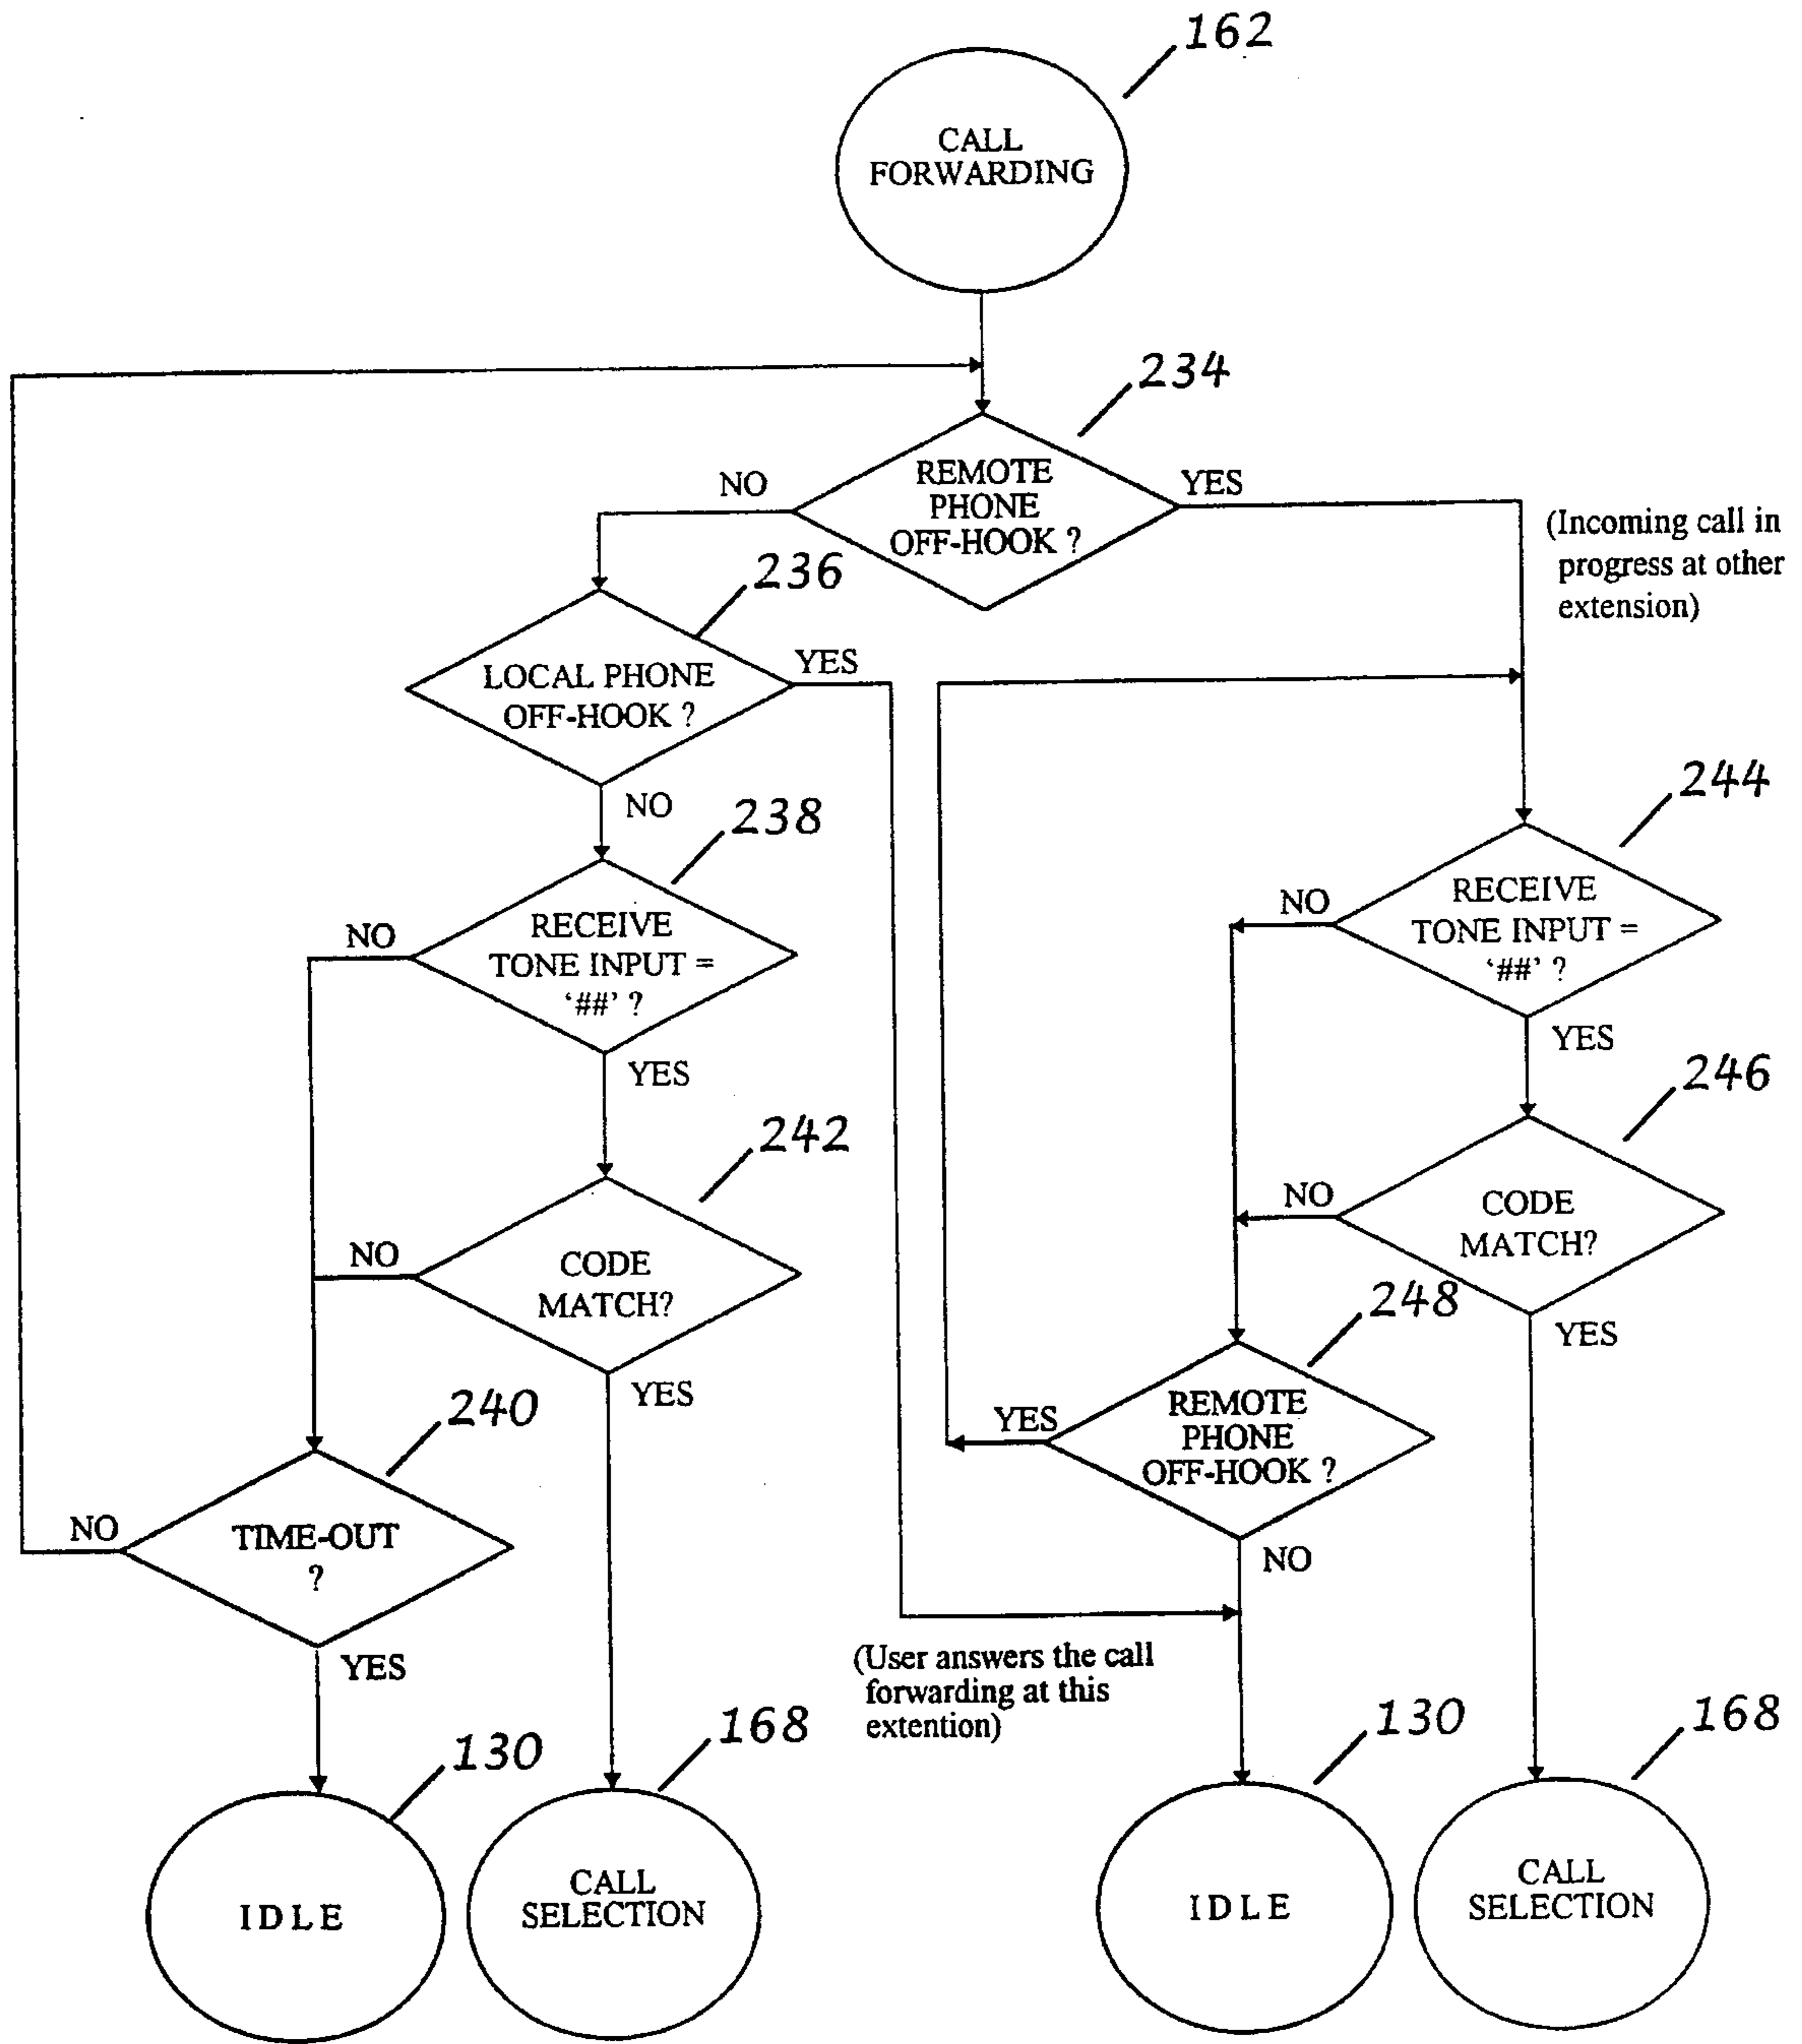 162
CALL
FORWARDING
234
REMOTE
PHONE
OFF-HOOK ?
NO
YES
(Incoming call in
progress at other
extension)
236
LOCAL PHONE
OFF-HOOK ?
YES
NO
238
RECEIVE
TONE INPUT =
‘##’ ?
NO
YES
244
RECEIVE
TONE INPUT =
‘##’ ?
NO
YES
242
CODE
MATCH?
NO
YES
246
CODE
MATCH?
NO
YES
248
REMOTE
PHONE
OFF-HOOK ?
YES
NO
240
TIME-OUT
?
NO
YES
(User answers the call
forwarding at this
extention)
130
IDLE
168
CALL
SELECTION
130
IDLE
168
CALL
SELECTION